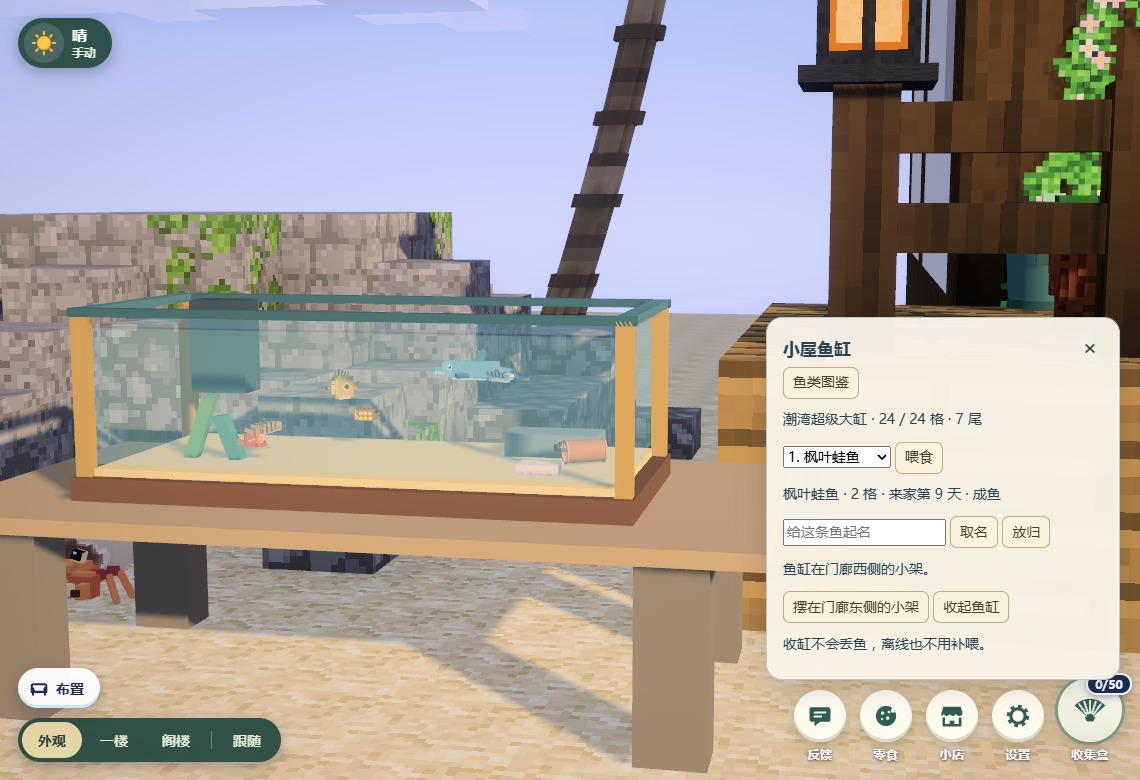 晴
手动
小屋鱼缸
×
鱼类图鉴
潮湾超级大缸 · 24 / 24 格 · 7 尾
1. 枫叶蛙鱼
喂食
枫叶蛙鱼 · 2 格 · 来家第 9 天 · 成鱼
给这条鱼起名
取名
放归
鱼缸在门廊西侧的小架。
摆在门廊东侧的小架
收起鱼缸
收缸不会丢鱼，离线也不用补喂。
布置
外观
一楼
阁楼
跟随
0/50
反馈
零食
小店
设置
收集盒